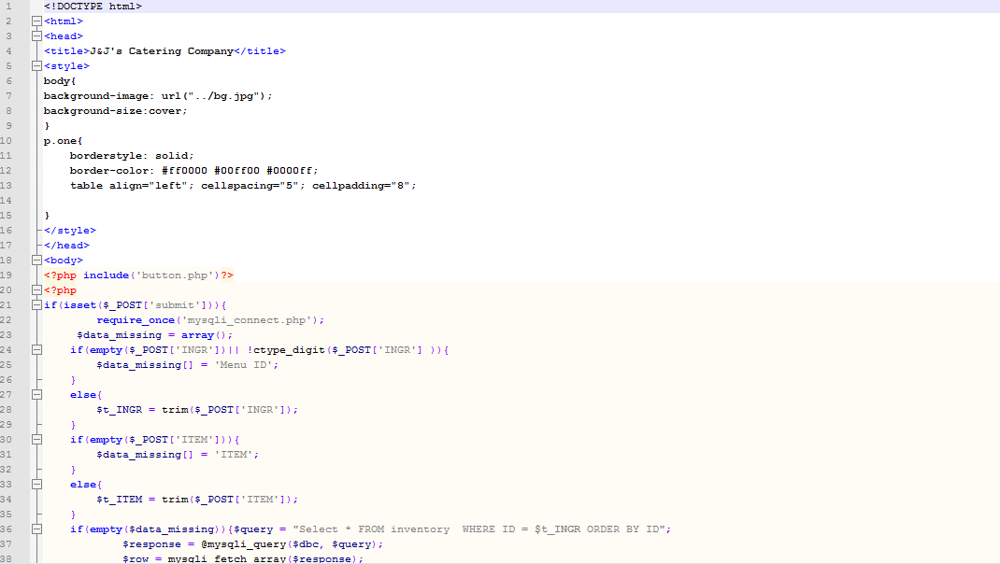 1 <!DOCTYPE html>
2 <html>
3 <head>
4 <title>J&J's Catering Company</title>
5 <style>
6 body{
7 background-image: url("../bg.jpg");
8 background-size:cover;
9 }
10 p.one{
11     borderstyle: solid;
12     border-color: #ff0000 #00ff00 #0000ff;
13     table align="left"; cellspacing="5"; cellpadding="8";
14
15 }
16 </style>
17 </head>
18 <body>
19 <?php include('button.php')?>
20 <?php
21 if(isset($_POST['submit'])){
22         require_once('mysqli_connect.php');
23      $data_missing = array();
24     if(empty($_POST['INGR'])|| !ctype_digit($_POST['INGR'] )){
25         $data_missing[] = 'Menu ID';
26     }
27     else{
28         $t_INGR = trim($_POST['INGR']);
29     }
30     if(empty($_POST['ITEM'])){
31         $data_missing[] = 'ITEM';
32     }
33     else{
34         $t_ITEM = trim($_POST['ITEM']);
35     }
36     if(empty($data_missing)){$query = "Select * FROM inventory  WHERE ID = $t_INGR ORDER BY ID";
37             $response = @mysqli_query($dbc, $query);
38             $row = mysqli_fetch_array($response);